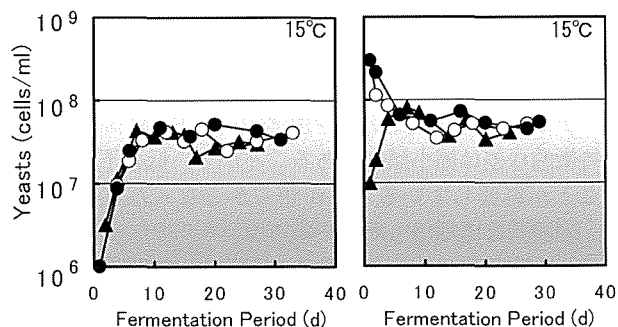 10⁹
15℃
15℃
10⁸
10⁷
10⁶
Yeasts (cells/ml)
0 10 20 30 40
0 10 20 30 40
Fermentation Period (d)
Fermentation Period (d)